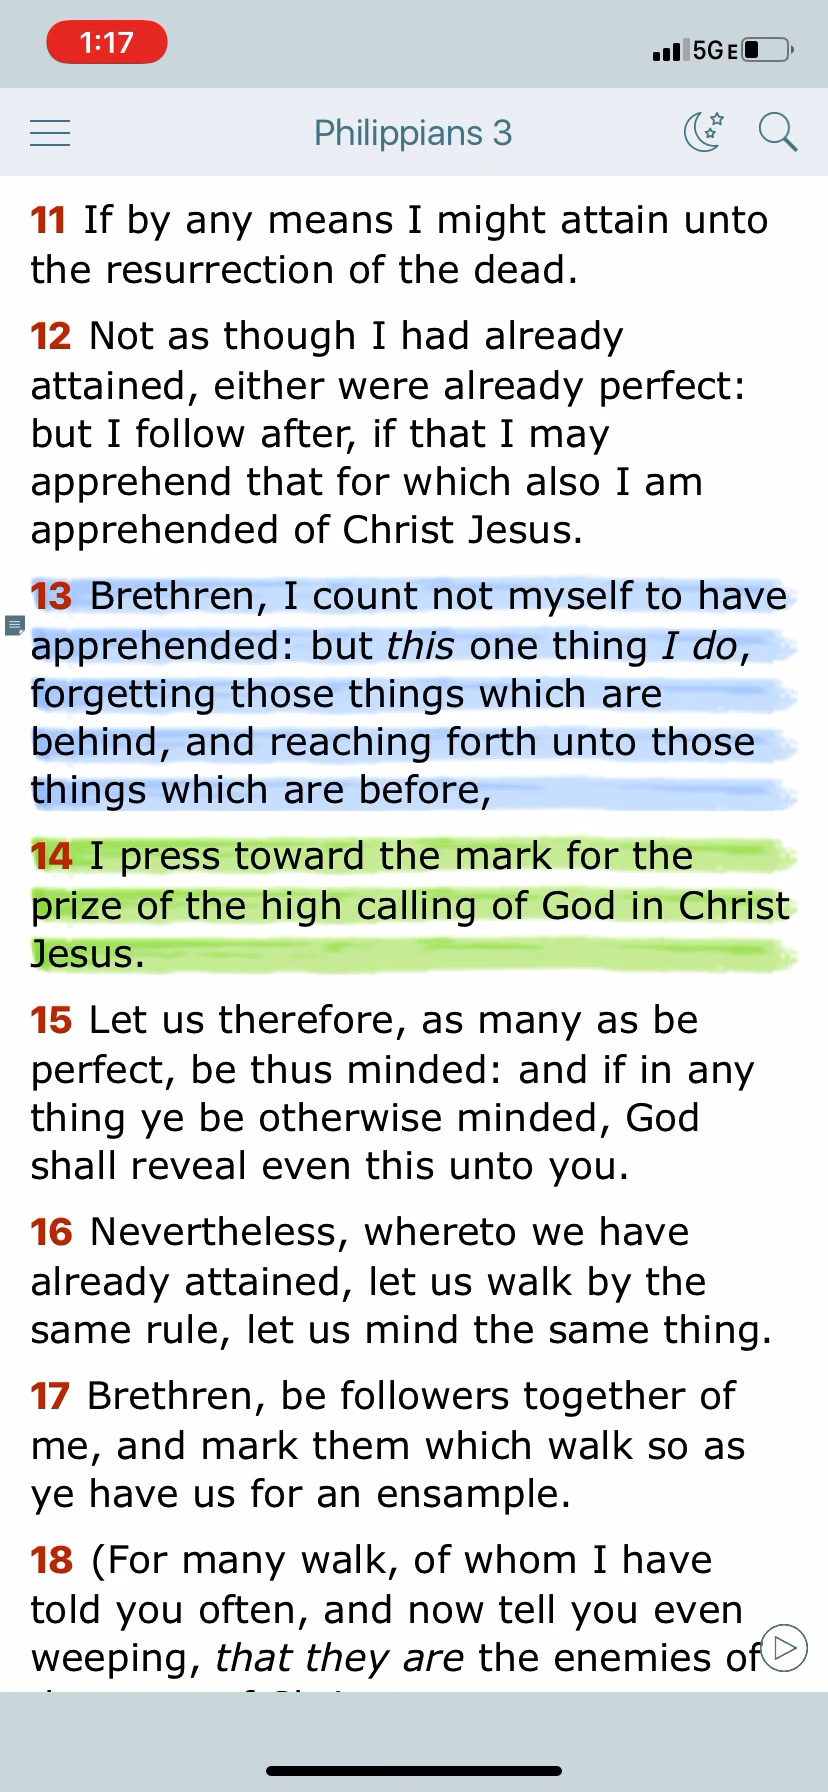 1:17
5GE
Philippians 3
11 If by any means I might attain unto
the resurrection of the dead.
12 Not as though I had already
attained, either were already perfect:
but I follow after, if that I may
apprehend that for which also I am
apprehended of Christ Jesus.
13 Brethren, I count not myself to have
apprehended: but this one thing I do,
forgetting those things which are
behind, and reaching forth unto those
things which are before,
14 I press toward the mark for the
prize of the high calling of God in Christ
Jesus.
15 Let us therefore, as many as be
perfect, be thus minded: and if in any
thing ye be otherwise minded, God
shall reveal even this unto you.
16 Nevertheless, whereto we have
already attained, let us walk by the
same rule, let us mind the same thing.
17 Brethren, be followers together of
me, and mark them which walk so as
ye have us for an ensample.
18 (For many walk, of whom I have
told you often, and now tell you even
weeping, that they are the enemies of